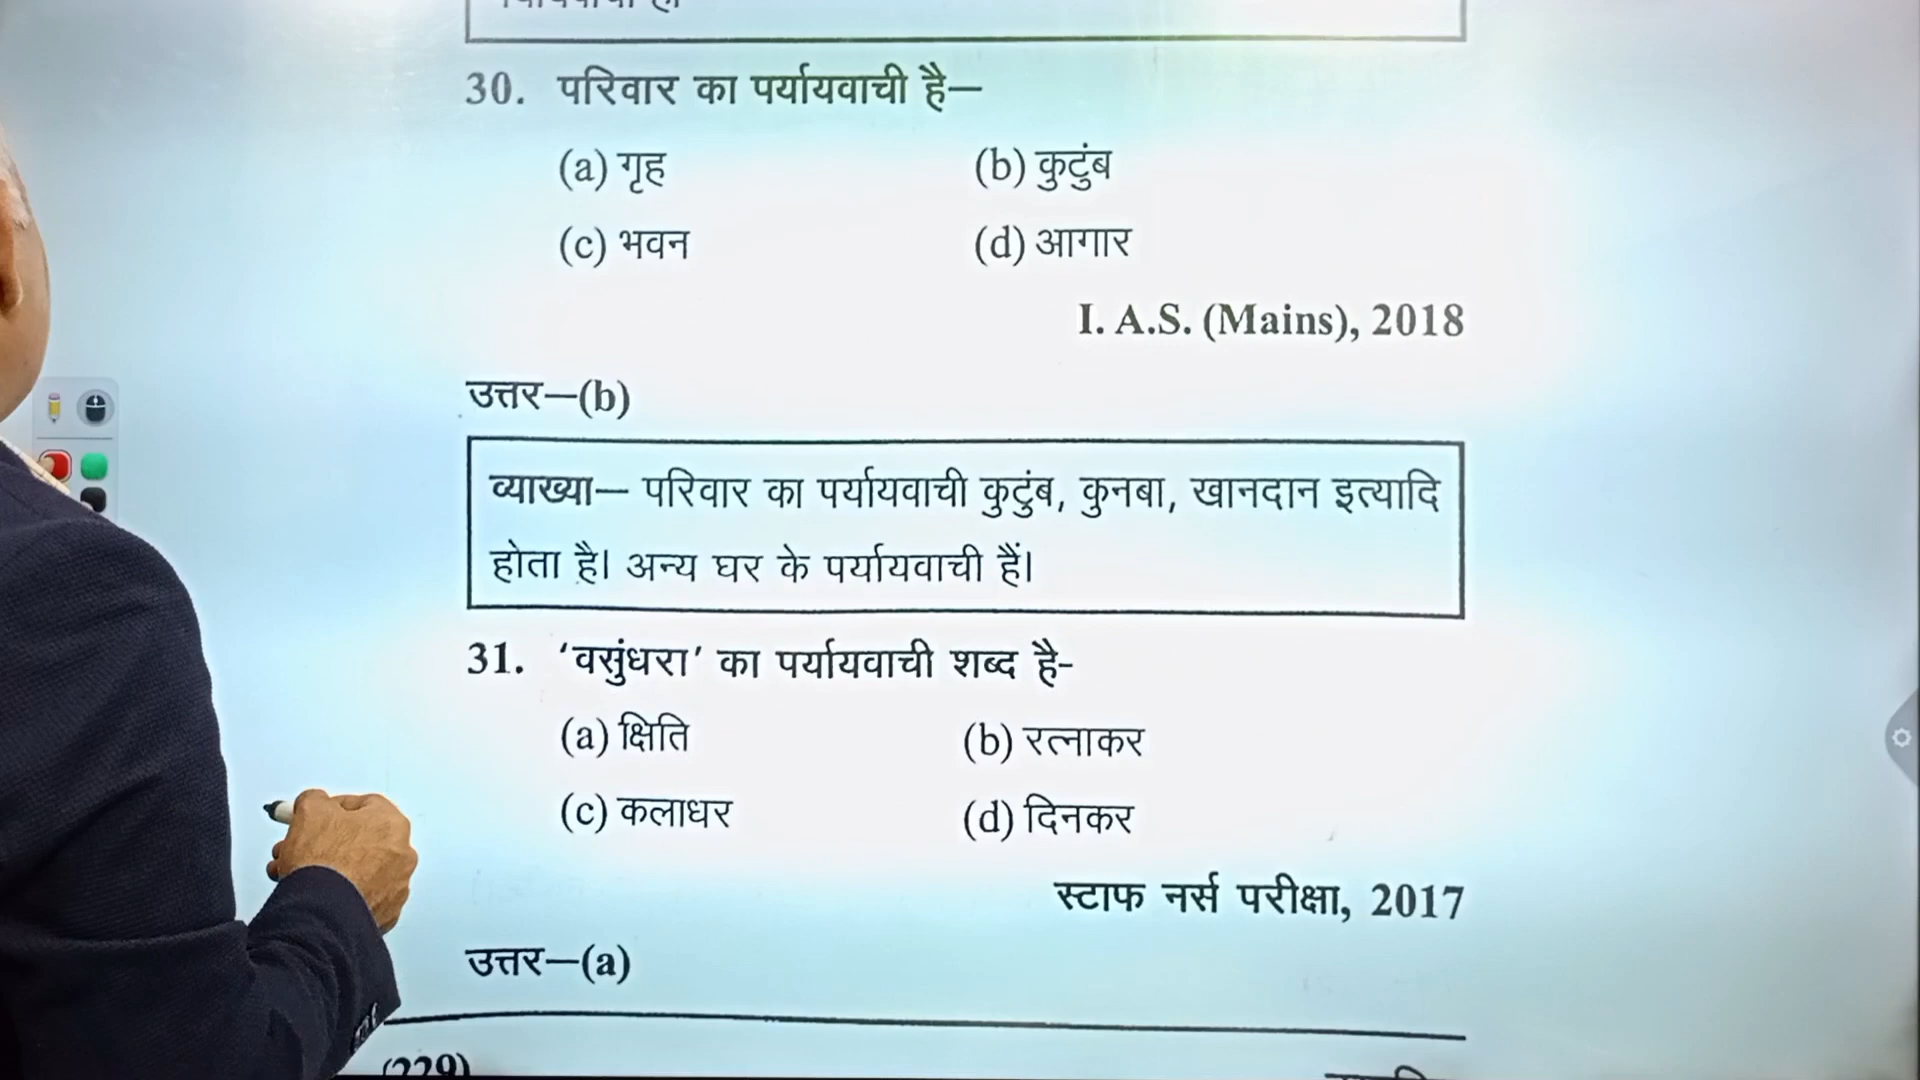 30. परिवार का पर्यायवाची है—
(a) गृह (b) कुटुंब
(c) भवन (d) आगार
I. A.S. (Mains), 2018
उत्तर—(b)
व्याख्या— परिवार का पर्यायवाची कुटुंब, कुनबा, खानदान इत्यादि
होता है। अन्य घर के पर्यायवाची हैं।
31. ‘वसुंधरा’ का पर्यायवाची शब्द है-
(a) क्षिति (b) रत्नाकर
(c) कलाधर (d) दिनकर
स्टाफ नर्स परीक्षा, 2017
उत्तर—(a)
(229)